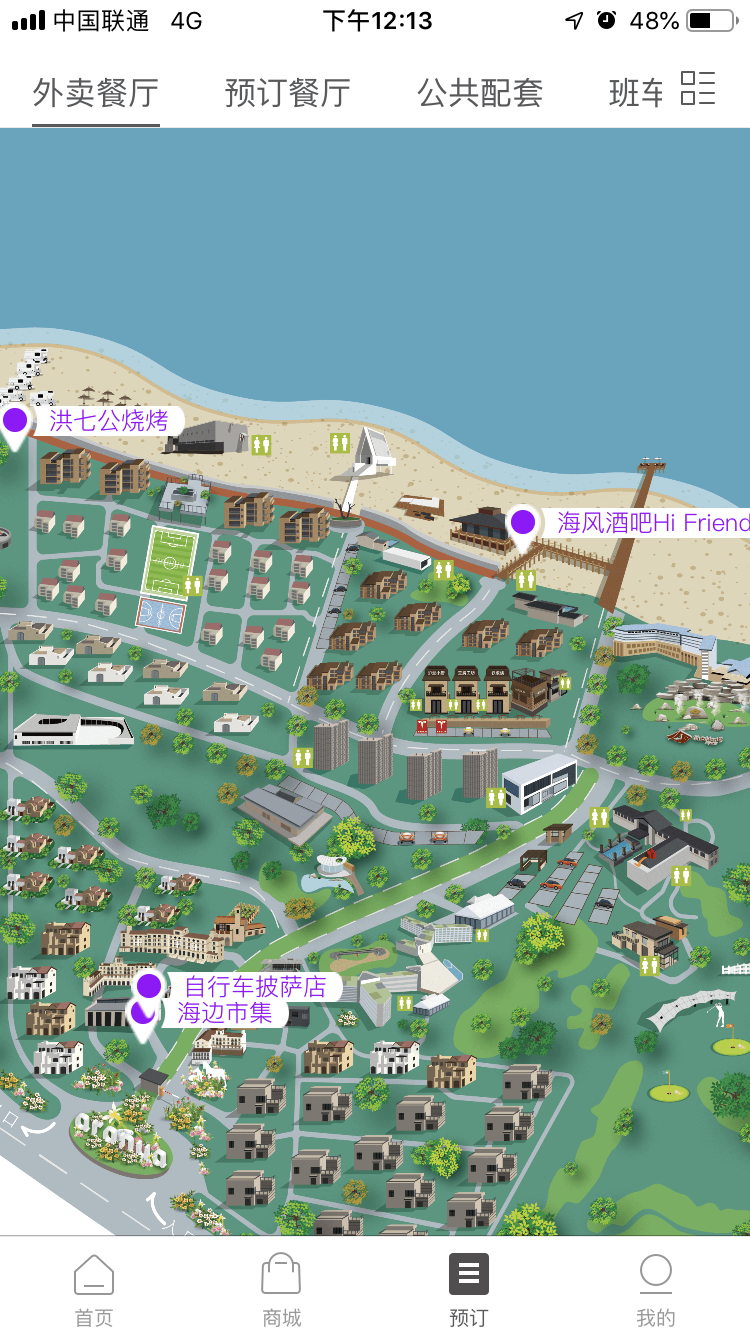 中国联通 4G 下午12:13 48%
外卖餐厅 预订餐厅 公共配套 班车
洪七公烧烤
海风酒吧Hi Friend
自行车披萨店
海边市集
aranya
首页 商城 预订 我的